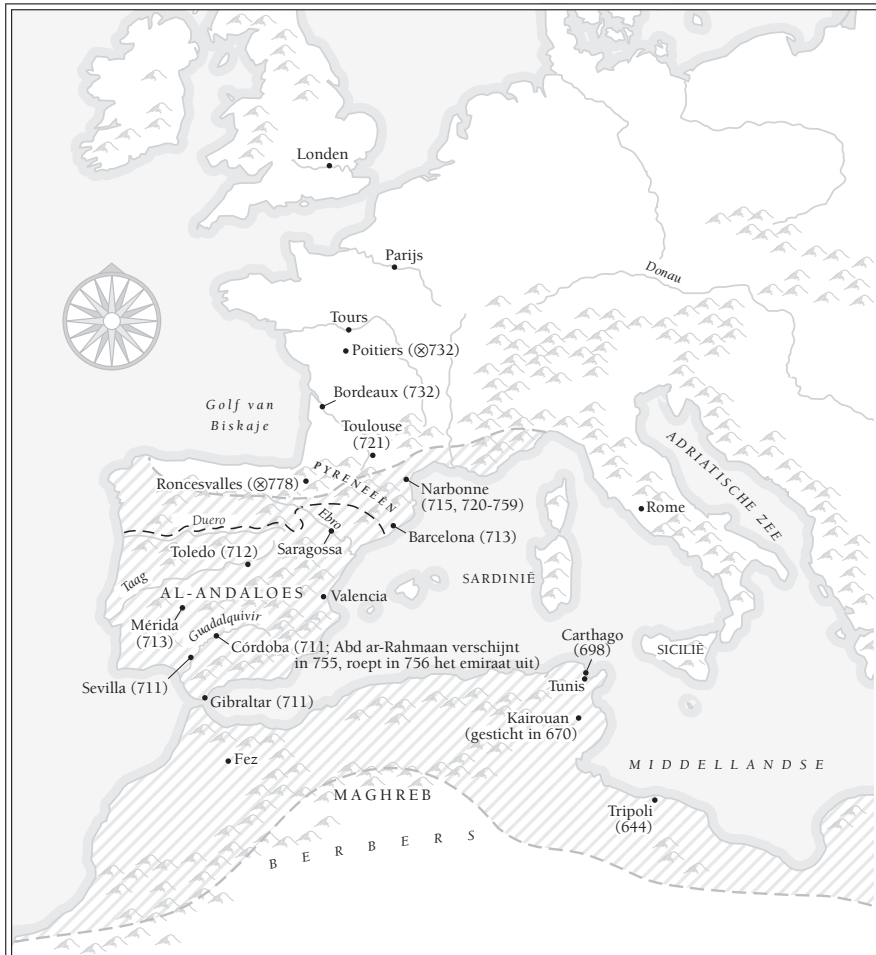 Londen
Parijs
Donau
Tours
Poitiers (⊗732)
Bordeaux (732)
Golf van
Biskaje
Toulouse
(721)
ADRIATISCHE ZEE
PYRENEEËN
Roncesvalles (⊗778)
Narbonne
(715, 720-759)
Rome
Duero
Ebro
Barcelona (713)
Saragossa
Toledo (712)
SARDINIË
Taag
AL-ANDALOES
Valencia
Mérida
(713)
Guadalquivir
Córdoba (711; Abd ar-Rahmaan verschijnt
in 755, roept in 756 het emiraat uit)
Carthago
(698)
SICILIË
Sevilla (711)
Tunis
Gibraltar (711)
Kairouan
(gesticht in 670)
Fez
MIDDELLANDSE
MAGHREB
Tripoli
(644)
BERBERS